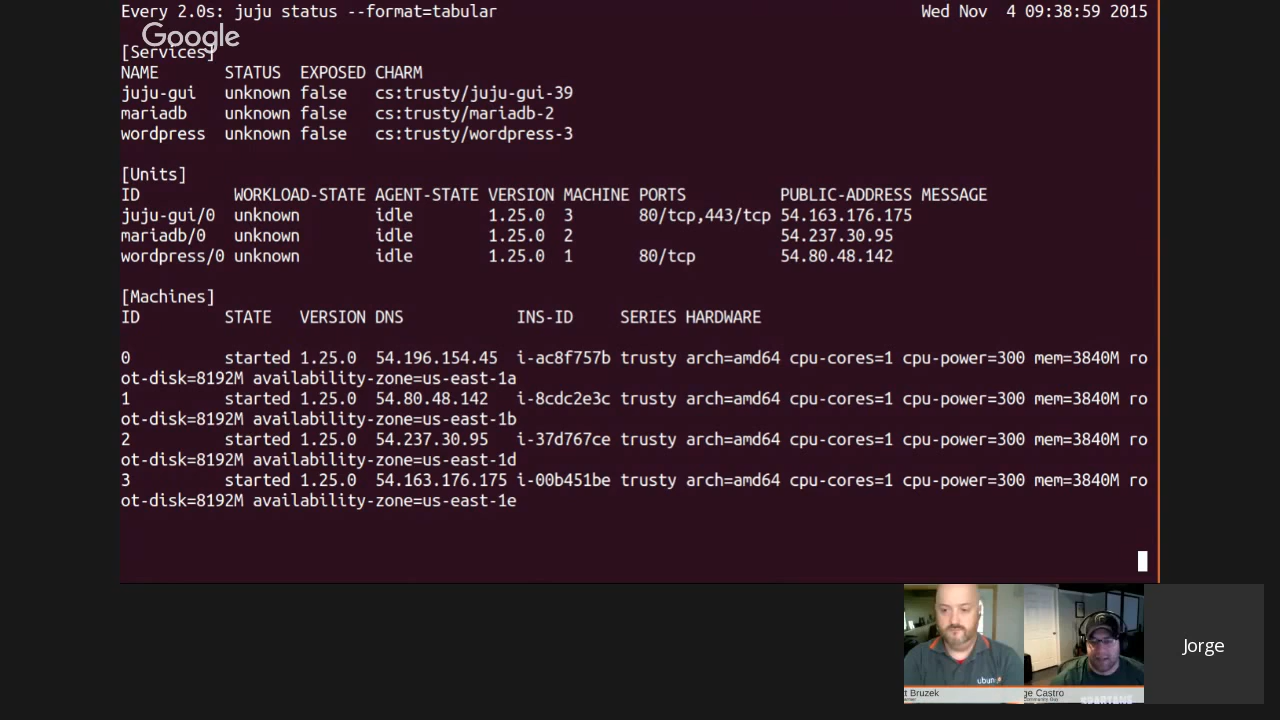 Every 2.0s: juju status --format=tabular Wed Nov 4 09:38:59 2015
Google
[Services]
NAME STATUS EXPOSED CHARM
juju-gui unknown false cs:trusty/juju-gui-39
mariadb unknown false cs:trusty/mariadb-2
wordpress unknown false cs:trusty/wordpress-3
[Units]
ID WORKLOAD-STATE AGENT-STATE VERSION MACHINE PORTS PUBLIC-ADDRESS MESSAGE
juju-gui/0 unknown idle 1.25.0 3 80/tcp,443/tcp 54.163.176.175
mariadb/0 unknown idle 1.25.0 2 54.237.30.95
wordpress/0 unknown idle 1.25.0 1 80/tcp 54.80.48.142
[Machines]
ID STATE VERSION DNS INS-ID SERIES HARDWARE
0 started 1.25.0 54.196.154.45 i-ac8f757b trusty arch=amd64 cpu-cores=1 cpu-power=300 mem=3840M ro
ot-disk=8192M availability-zone=us-east-1a
1 started 1.25.0 54.80.48.142 i-8cdc2e3c trusty arch=amd64 cpu-cores=1 cpu-power=300 mem=3840M ro
ot-disk=8192M availability-zone=us-east-1b
2 started 1.25.0 54.237.30.95 i-37d767ce trusty arch=amd64 cpu-cores=1 cpu-power=300 mem=3840M ro
ot-disk=8192M availability-zone=us-east-1d
3 started 1.25.0 54.163.176.175 i-00b451be trusty arch=amd64 cpu-cores=1 cpu-power=300 mem=3840M ro
ot-disk=8192M availability-zone=us-east-1e
Jorge
ubun
t Bruzek
ge Castro